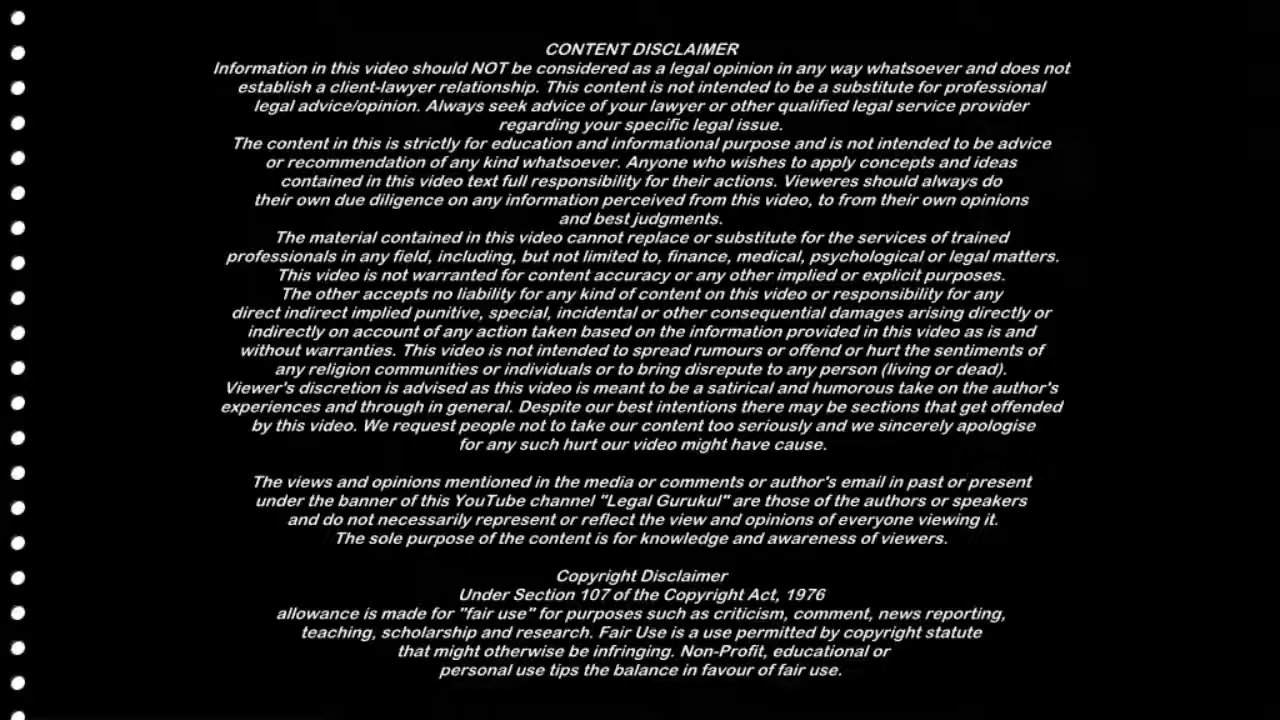 CONTENT DISCLAIMER
Information in this video should NOT be considered as a legal opinion in any way whatsoever and does not
establish a client-lawyer relationship. This content is not intended to be a substitute for professional
legal advice/opinion. Always seek advice of your lawyer or other qualified legal service provider
regarding your specific legal issue.
The content in this is strictly for education and informational purpose and is not intended to be advice
or recommendation of any kind whatsoever. Anyone who wishes to apply concepts and ideas
contained in this video text full responsibility for their actions. Vieweres should always do
their own due diligence on any information perceived from this video, to from their own opinions
and best judgments.
The material contained in this video cannot replace or substitute for the services of trained
professionals in any field, including, but not limited to, finance, medical, psychological or legal matters.
This video is not warranted for content accuracy or any other implied or explicit purposes.
The other accepts no liability for any kind of content on this video or responsibility for any
direct indirect implied punitive, special, incidental or other consequential damages arising directly or
indirectly on account of any action taken based on the information provided in this video as is and
without warranties. This video is not intended to spread rumours or offend or hurt the sentiments of
any religion communities or individuals or to bring disrepute to any person (living or dead).
Viewer's discretion is advised as this video is meant to be a satirical and humorous take on the author's
experiences and through in general. Despite our best intentions there may be sections that get offended
by this video. We request people not to take our content too seriously and we sincerely apologise
for any such hurt our video might have cause.
The views and opinions mentioned in the media or comments or author's email in past or present
under the banner of this YouTube channel "Legal Gurukul" are those of the authors or speakers
and do not necessarily represent or reflect the view and opinions of everyone viewing it.
The sole purpose of the content is for knowledge and awareness of viewers.
Copyright Disclaimer
Under Section 107 of the Copyright Act, 1976
allowance is made for "fair use" for purposes such as criticism, comment, news reporting,
teaching, scholarship and research. Fair Use is a use permitted by copyright statute
that might otherwise be infringing. Non-Profit, educational or
personal use tips the balance in favour of fair use.